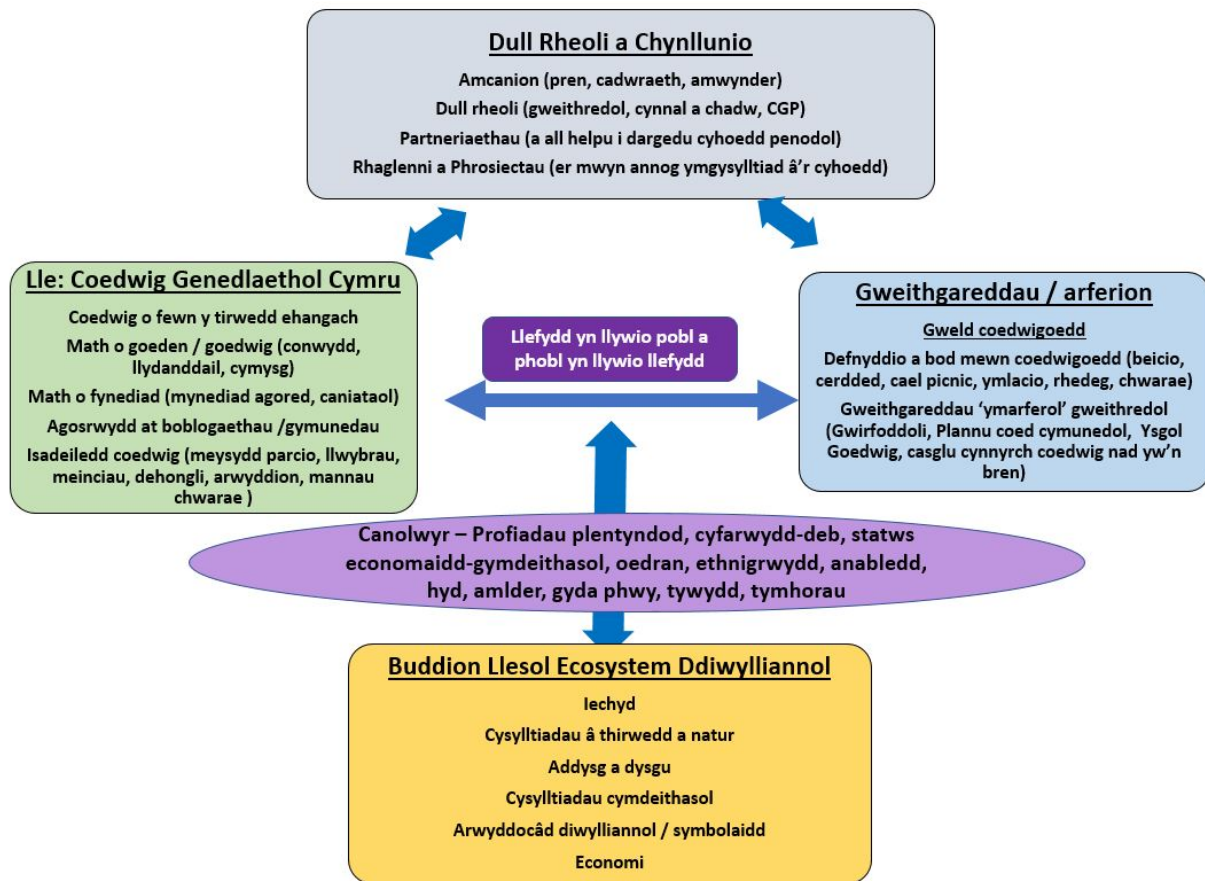 Dull Rheoli a Chynllunio
Amcanion (pren, cadwraeth, amwynder)
Dull rheoli (gweithredol, cynnal a chadw, CGP)
Partneriaethau (a all helpu i dargedu cyhoedd penodol)
Rhaglenni a Phrosiectau (er mwyn annog ymgysylltiad â’r cyhoedd)
Lle: Coedwig Genedlaethol Cymru
Coedwig o fewn y tirwedd ehangach
Math o goeden / goedwig (conwydd,
llydanddail, cymysg)
Math o fynediad (mynediad agored, caniataol)
Agosrwydd at boblogaethau /gymunedau
Isadeiledd coedwig (meysydd parcio, llwybrau,
meinciau, dehongli, arwyddion, mannau
chwarae )
Llefydd yn llywio pobl a
phobl yn llywio llefydd
Gweithgareddau / arferion
Gweld coedwigoedd
Defnyddio a bod mewn coedwigoedd (beicio,
cerdded, cael picnic, ymlacio, rhedeg, chwarae)
Gweithgareddau ‘ymarferol’ gweithredol
(Gwirfoddoli, Plannu coed cymunedol, Ysgol
Goedwig, casglu cynnyrch coedwig nad yw’n
bren)
Canolwyr – Profiadau plentyndod, cyfarwydd-deb, statws
economaidd-gymdeithasol, oedran, ethnigrwydd, anabledd,
hyd, amlder, gyda phwy, tywydd, tymhorau
Buddion Llesol Ecosystem Ddiwylliannol
Iechyd
Cysylltiadau â thirwedd a natur
Addysg a dysgu
Cysylltiadau cymdeithasol
Arwyddocâd diwylliannol / symbolaidd
Economi